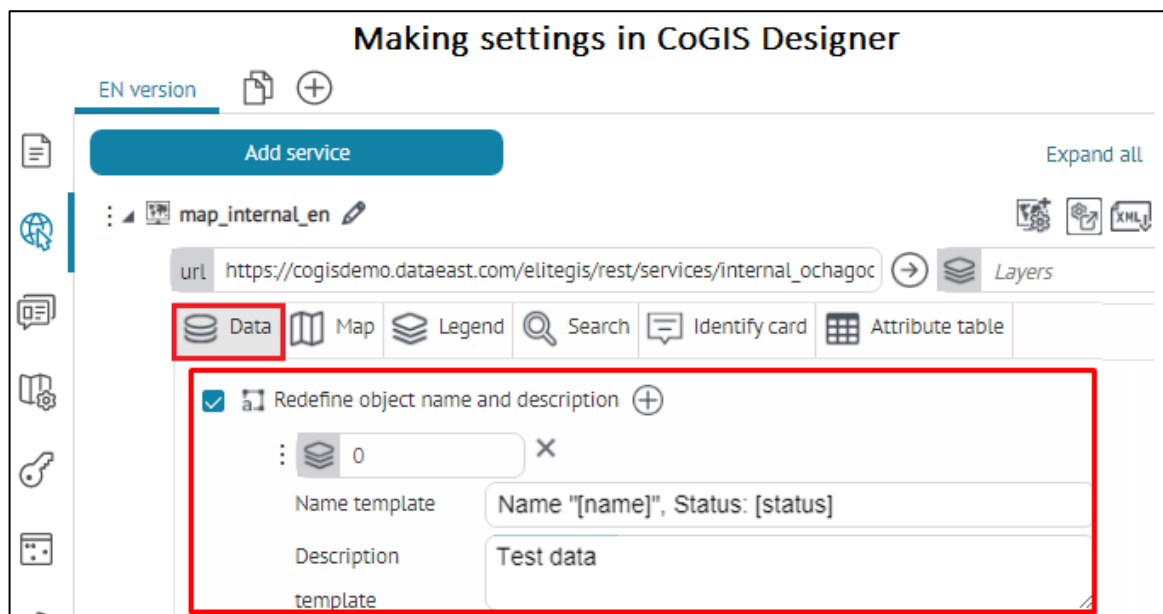 Making settings in CoGIS Designer
EN version
Add service
Expand all
map_internal_en
XML
url https://cogisdemo.dataeast.com/elitegis/rest/services/internal_ochagoc Layers
Data Map Legend Search Identify card Attribute table
a Redefine object name and description
0
Name template Name "[name]", Status: [status]
Description Test data
template